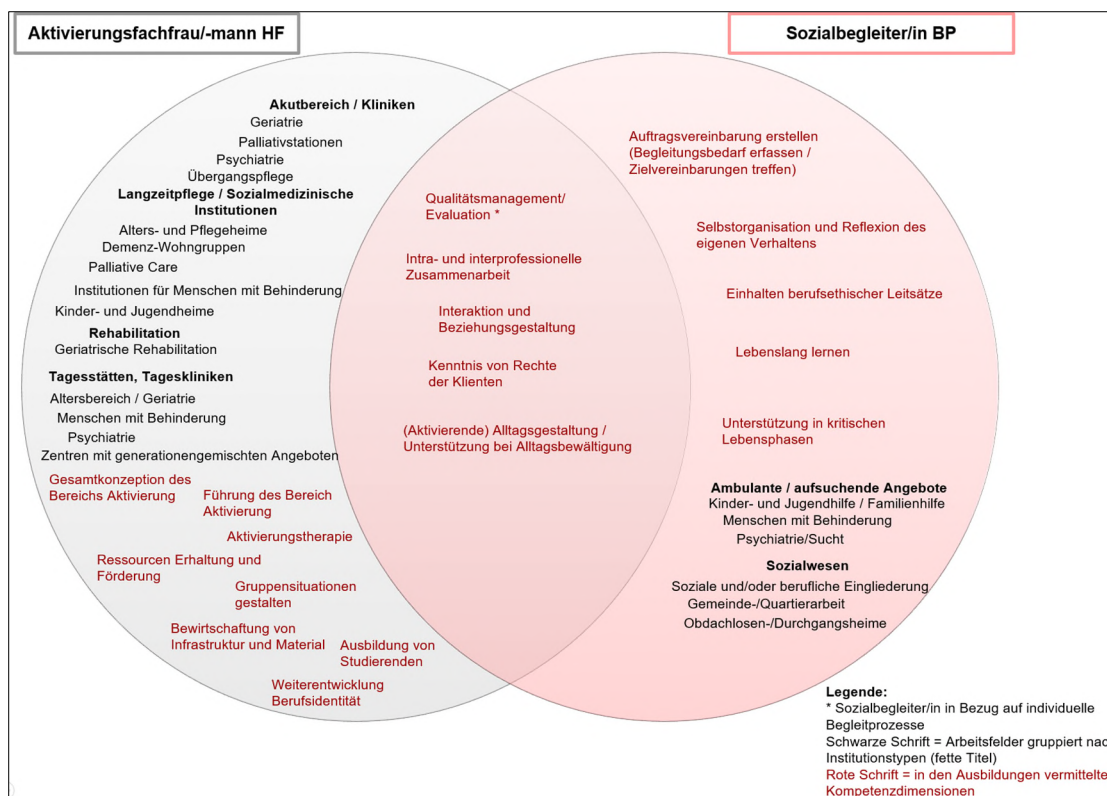 Aktivierungsfachfrau/-mann HF
Sozialbegleiter/in BP
Akutbereich / Kliniken
Geriatrie
Palliativstationen
Psychiatrie
Übergangspflege
Langzeitpflege / Sozialmedizinische
Institutionen
Alters- und Pflegeheime
Demenz-Wohngruppen
Palliative Care
Institutionen für Menschen mit Behinderung
Kinder- und Jugendheime
Rehabilitation
Geriatrische Rehabilitation
Tagesstätten, Tageskliniken
Altersbereich / Geriatrie
Menschen mit Behinderung
Psychiatrie
Zentren mit generationengemischten Angeboten
Gesamtkonzeption des
Bereichs Aktivierung
Führung des Bereich
Aktivierung
Aktivierungstherapie
Ressourcen Erhaltung und
Förderung
Gruppensituationen
gestalten
Bewirtschaftung von
Infrastruktur und Material
Ausbildung von
Studierenden
Weiterentwicklung
Berufsidentität
Qualitätsmanagement/
Evaluation *
Intra- und interprofessionelle
Zusammenarbeit
Interaktion und
Beziehungsgestaltung
Kenntnis von Rechte
der Klienten
(Aktivierende) Alltagsgestaltung /
Unterstützung bei Alltagsbewältigung
Auftragsvereinbarung erstellen
(Begleitungsbedarf erfassen /
Zielvereinbarungen treffen)
Selbstorganisation und Reflexion des
eigenen Verhaltens
Einhalten berufsethischer Leitsätze
Lebenslang lernen
Unterstützung in kritischen
Lebensphasen
Ambulante / aufsuchende Angebote
Kinder- und Jugendhilfe / Familienhilfe
Menschen mit Behinderung
Psychiatrie/Sucht
Sozialwesen
Soziale und/oder berufliche Eingliederung
Gemeinde-/Quartierarbeit
Obdachlosen-/Durchgangsheime
Legende:
* Sozialbegleiter/in in Bezug auf individuelle
Begleitprozesse
Schwarze Schrift = Arbeitsfelder gruppiert nac
Institutionstypen (fette Titel)
Rote Schrift = in den Ausbildungen vermittelte
Kompetenzdimensionen